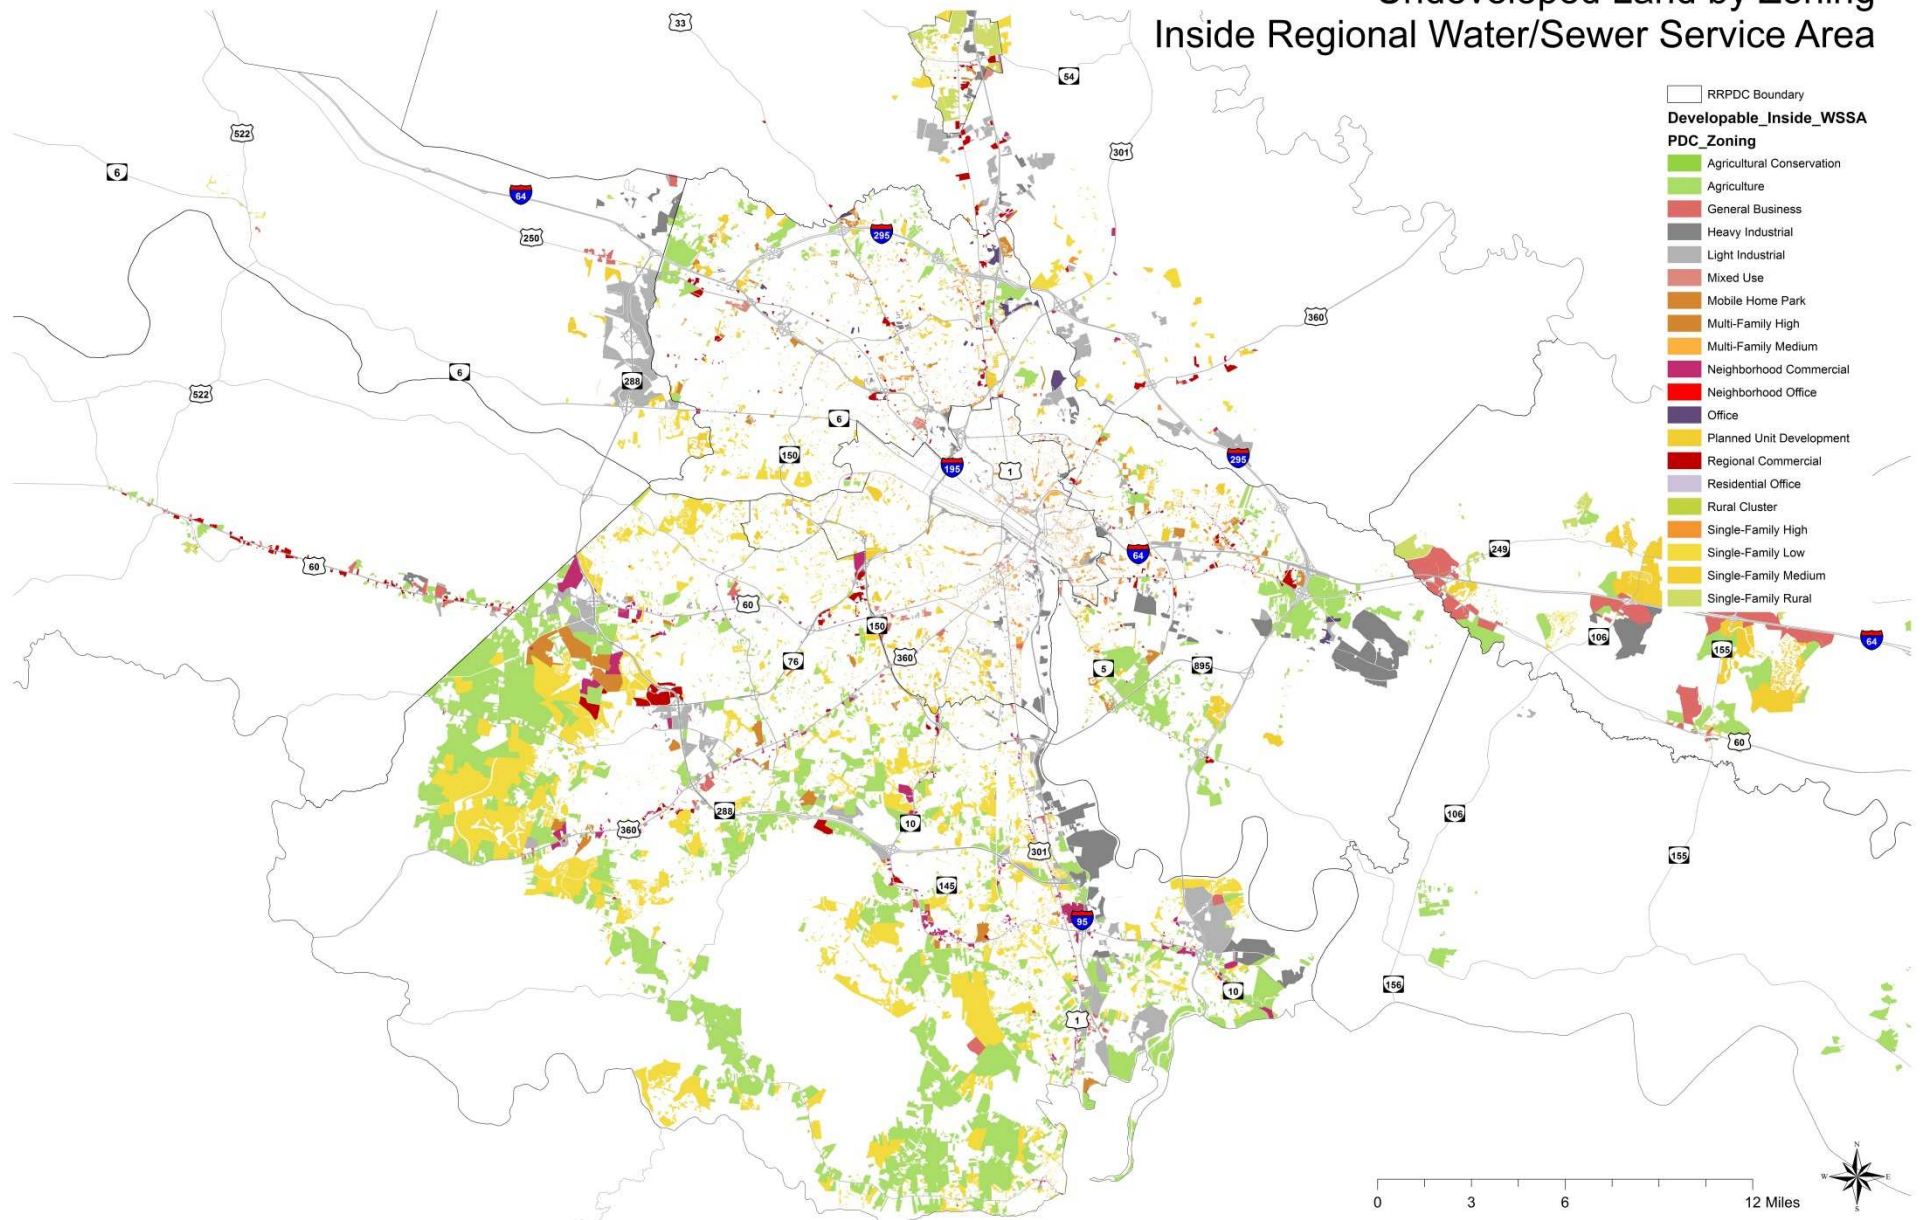 Undeveloped Land by Zoning
Inside Regional Water/Sewer Service Area
RRPDC Boundary
Developable_Inside_WSSA
PDC_Zoning
Agricultural Conservation
Agriculture
General Business
Heavy Industrial
Light Industrial
Mixed Use
Mobile Home Park
Multi-Family High
Multi-Family Medium
Neighborhood Commercial
Neighborhood Office
Office
Planned Unit Development
Regional Commercial
Residential Office
Rural Cluster
Single-Family High
Single-Family Low
Single-Family Medium
Single-Family Rural
33
54
522
301
6
64
250
295
360
6
288
522
6
150
195
1
295
60
64
249
60
150
106
64
155
360
76
5
895
60
288
360
10
106
301
155
145
95
156
10
1
N
W
E
S
0
3
6
12 Miles